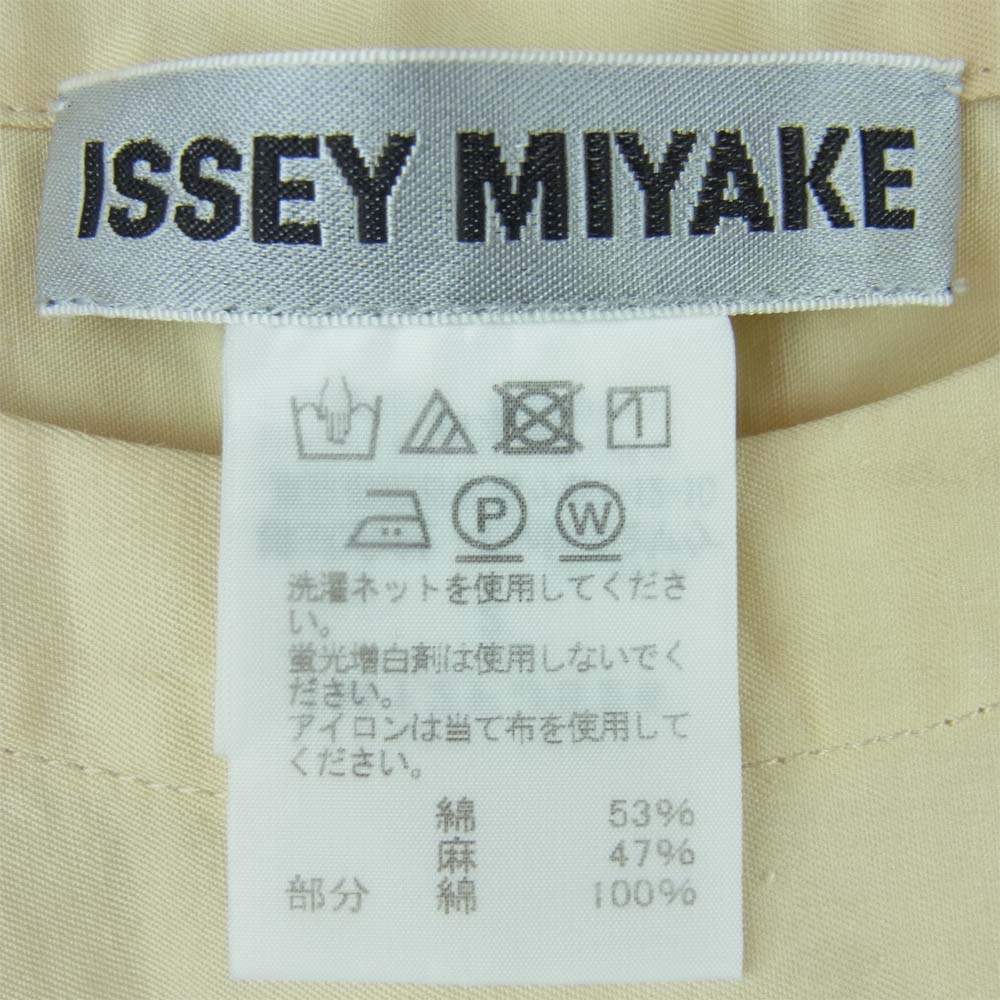 ISSEY MIYAKE
P W
洗濯ネットを使用してくださ
い。
蛍光増白剤は使用しないでく
ださい。
アイロンは当て布を使用して
ください。
綿 53%
麻 47%
部分 綿 100%